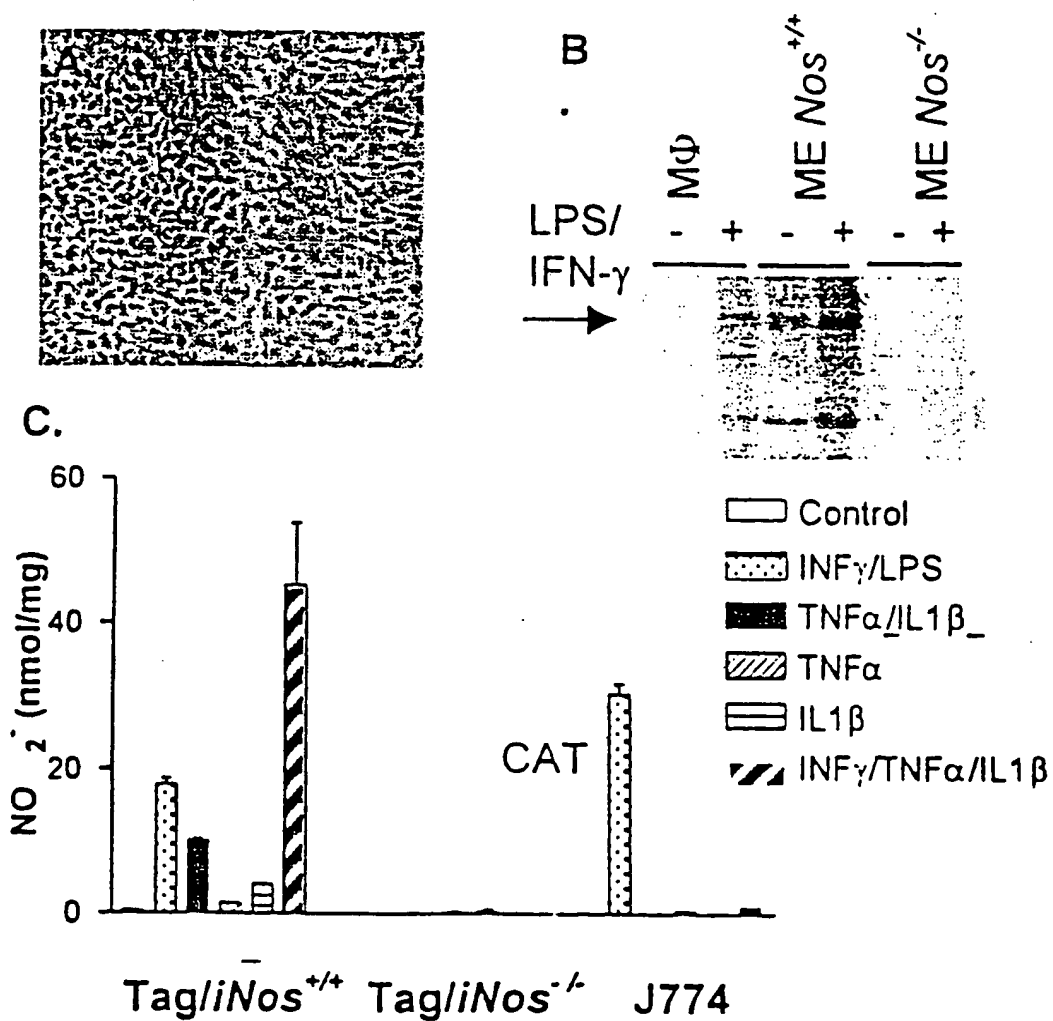 A
B
MΦ
ME Nos+/+
ME Nos-/-
LPS/
IFN-γ
- + - + - +
C.
60
40
20
0
NO2- (nmol/mg)
Control
INFγ/LPS
TNFα/IL1β
TNFα
IL1β
INFγ/TNFα/IL1β
CAT
Tag/iNos+/+ Tag/iNos-/- J774